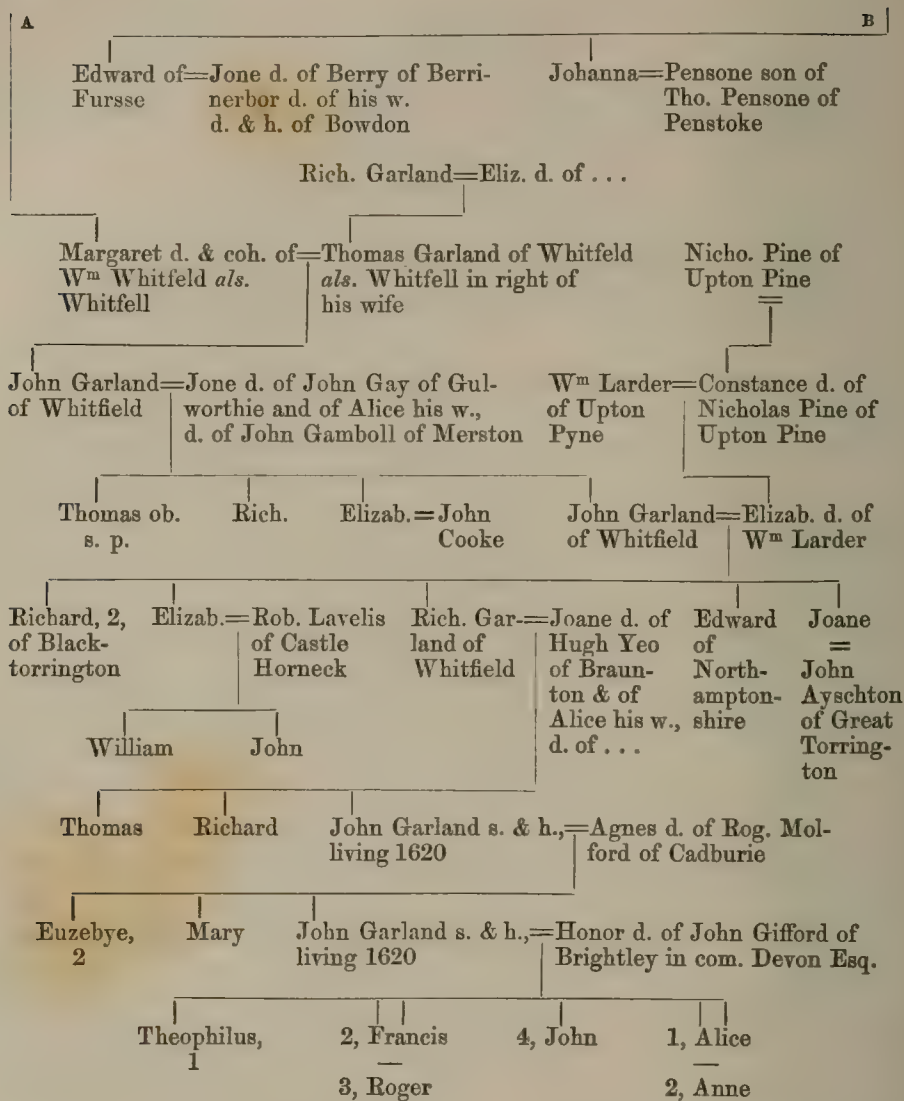 A B
Edward of=Jone d. of Berry of Berri- Johanna=Pensone son of
Fursse nerbor d. of his w. Tho. Pensone of
d. & h. of Bowdon Penstoke
Rich. Garland=Eliz. d. of . . .
Margaret d. & coh. of=Thomas Garland of Whitfeld Nicho. Pine of
Wᵐ Whitfeld als. als. Whitfell in right of Upton Pine
Whitfell his wife =
John Garland=Jone d. of John Gay of Gul- Wᵐ Larder=Constance d. of
of Whitfield worthie and of Alice his w., of Upton Nicholas Pine of
d. of John Gamboll of Merston Pyne Upton Pine
Thomas ob. Rich. Elizab.=John John Garland=Elizab. d. of
s. p. Cooke of Whitfield Wᵐ Larder
Richard, 2, Elizab.=Rob. Lavelis Rich. Gar-=Joane d. of Edward Joane
of Black- of Castle land of Hugh Yeo of =
torrington Horneck Whitfield of Braun- North- John
ton & of ampton- Ayschton
Alice his w., shire of Great
William John d. of . . . Torring-
ton
Thomas Richard John Garland s. & h.,=Agnes d. of Rog. Mol-
living 1620 ford of Cadburie
Euzebye, Mary John Garland s. & h.,=Honor d. of John Gifford of
2 living 1620 Brightley in com. Devon Esq.
Theophilus, 2, Francis 4, John 1, Alice
1 — —
3, Roger 2, Anne